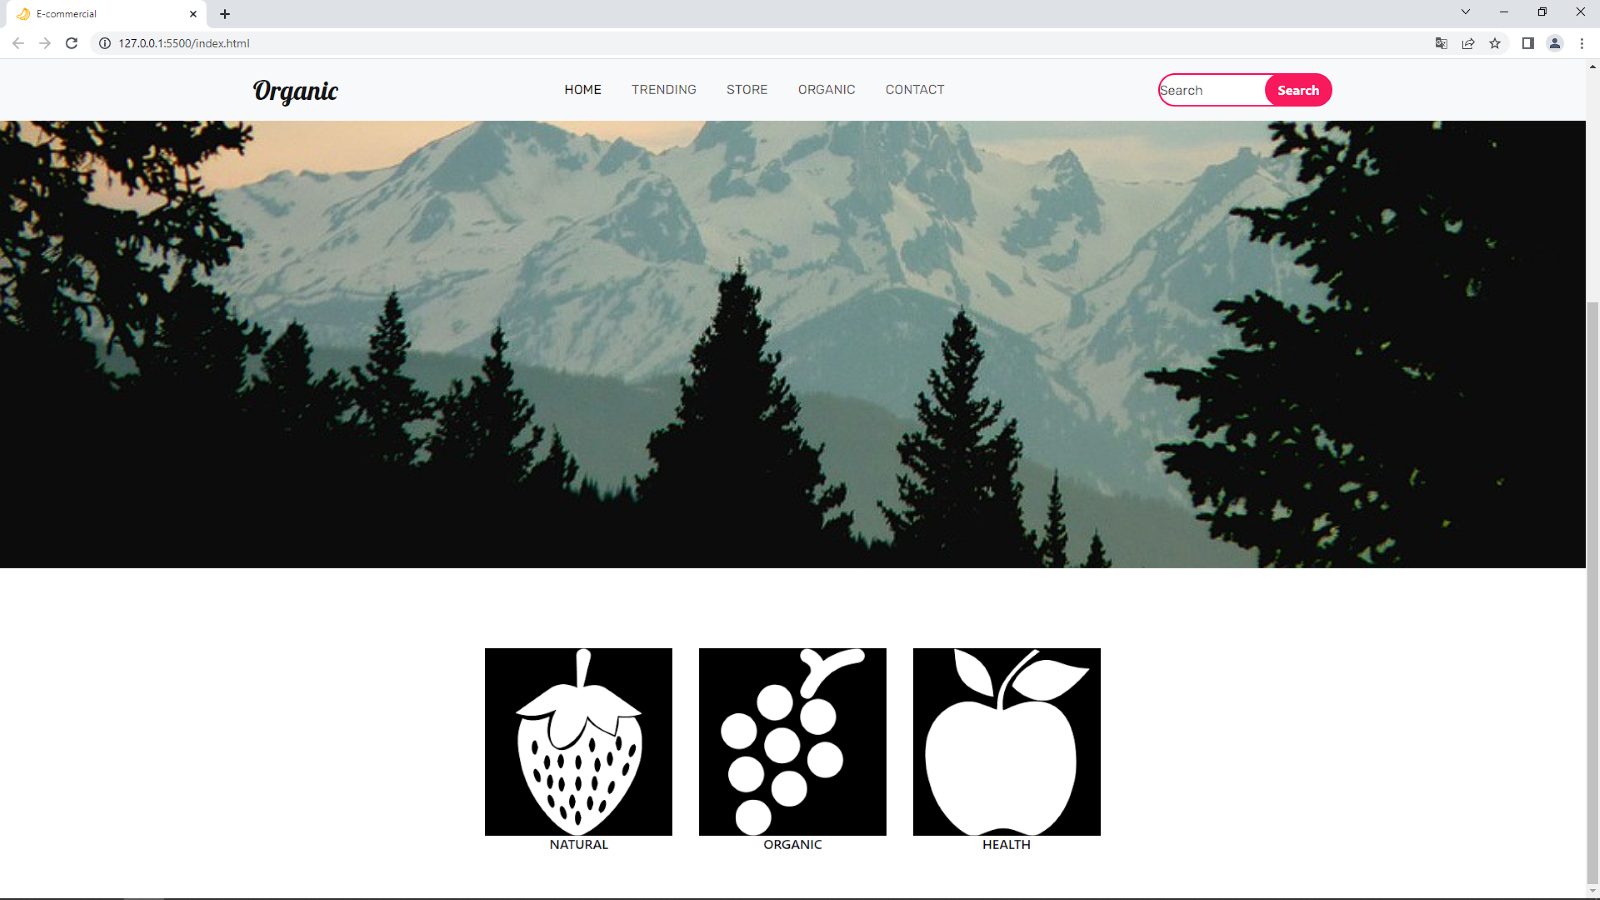 E-commercial
127.0.0.1:5500/index.html
Organic
HOME TRENDING STORE ORGANIC CONTACT
Search Search
NATURAL ORGANIC HEALTH